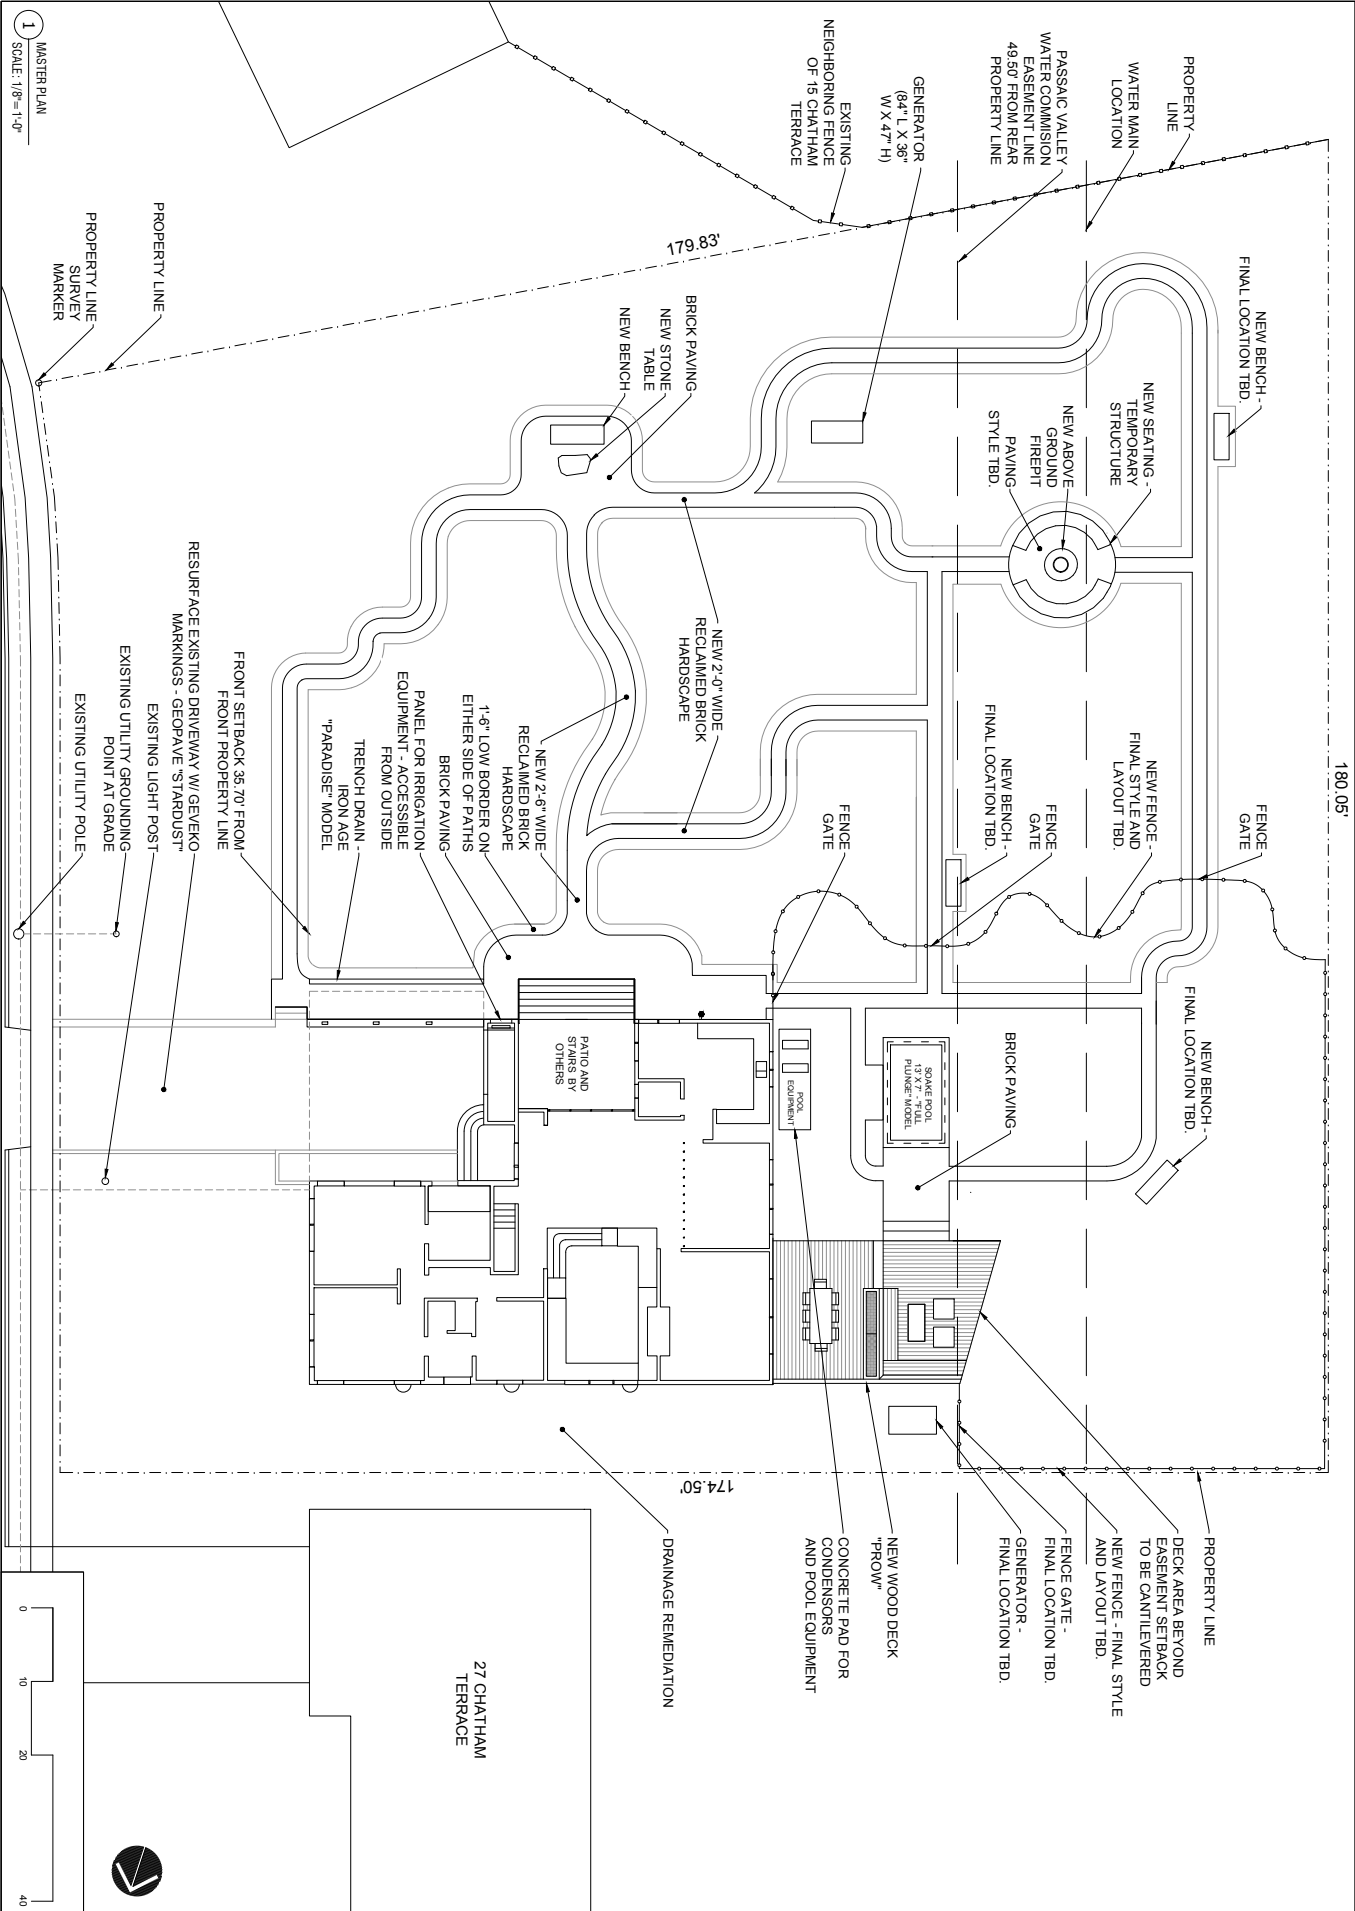 PROPERTY
LINE
WATER MAIN
LOCATION
PASSAIC VALLEY
WATER COMMISION
EASEMENT LINE
49.50' FROM REAR
PROPERTY LINE
GENERATOR
(84" L X 36"
W X 47" H)
EXISTING
NEIGHBORING FENCE
OF 15 CHATHAM
TERRACE
179.83'
PROPERTY LINE
PROPERTY LINE
SURVEY
MARKER
1
MASTER PLAN
SCALE: 1/8"= 1'-0"
NEW BENCH -
FINAL LOCATION TBD.
NEW SEATING -
TEMPORARY
STRUCTURE
NEW ABOVE
GROUND
FIREPIT
PAVING
STYLE TBD.
BRICK PAVING
NEW STONE
TABLE
NEW BENCH
180.05'
FENCE
GATE
NEW FENCE -
FINAL STYLE AND
LAYOUT TBD.
FENCE
GATE
NEW BENCH -
FINAL LOCATION TBD.
FENCE
GATE
NEW 2'-0" WIDE
RECLAIMED BRICK
HARDSCAPE
NEW 2'-6" WIDE
RECLAIMED BRICK
HARDSCAPE
1'-6" LOW BORDER ON
EITHER SIDE OF PATHS
BRICK PAVING
PANEL FOR IRRIGATION
EQUIPMENT - ACCESSIBLE
FROM OUTSIDE
TRENCH DRAIN -
IRON AGE
"PARADISE" MODEL
FRONT SETBACK 35.70' FROM
FRONT PROPERTY LINE
RESURFACE EXISTING DRIVEWAY W/ GEVEKO
MARKINGS - GEOPAVE "STARDUST"
EXISTING LIGHT POST
EXISTING UTILITY GROUNDING
POINT AT GRADE
EXISTING UTILITY POLE
NEW BENCH -
FINAL LOCATION TBD.
BRICK PAVING
SOAKE POOL
13' X 7' - "FULL
PLUNGE" MODEL
POOL
EQUIPMENT
PATIO AND
STAIRS BY
OTHERS
174.50'
PROPERTY LINE
DECK AREA BEYOND
EASEMENT SETBACK
TO BE CANTILEVERED
NEW FENCE - FINAL STYLE
AND LAYOUT TBD.
FENCE GATE -
FINAL LOCATION TBD.
GENERATOR -
FINAL LOCATION TBD.
NEW WOOD DECK
"PROW"
CONCRETE PAD FOR
CONDENSORS
AND POOL EQUIPMENT
DRAINAGE REMEDIATION
27 CHATHAM
TERRACE
0
10
20
40